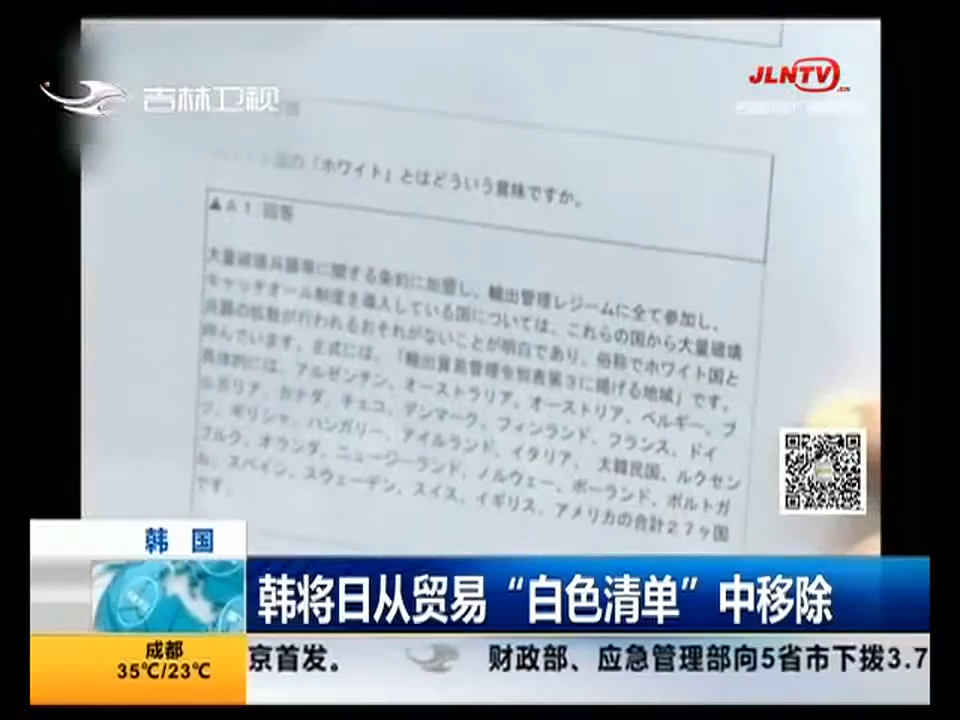 吉林卫视
JLNTV
「ホワイト」とはどういう意味ですか。
▲A1 回答
大量破壊兵器等に関する条約に加盟し、輸出管理レジームに全て参加し、
キャッチオール制度を導入している国については、これらの国から大量破壊
兵器の拡散が行われるおそれがないことが明白であり、俗称でホワイト国と
呼んでいます。正式には、「輸出貿易管理令別表第3に掲げる地域」です。
具体的には、アルゼンチン、オーストラリア、オーストリア、ベルギー、ブ
ルガリア、カナダ、チェコ、デンマーク、フィンランド、フランス、ドイ
ツ、ギリシャ、ハンガリー、アイルランド、イタリア、大韓民国、ルクセン
ブルク、オランダ、ニュージーランド、ノルウェー、ポーランド、ポルトガ
ル、スペイン、スウェーデン、スイス、イギリス、アメリカの合計27ヶ国
です。
韩 国
韩将日从贸易“白色清单”中移除
成都
35℃/23℃
京首发。 财政部、应急管理部向5省市下拨3.7